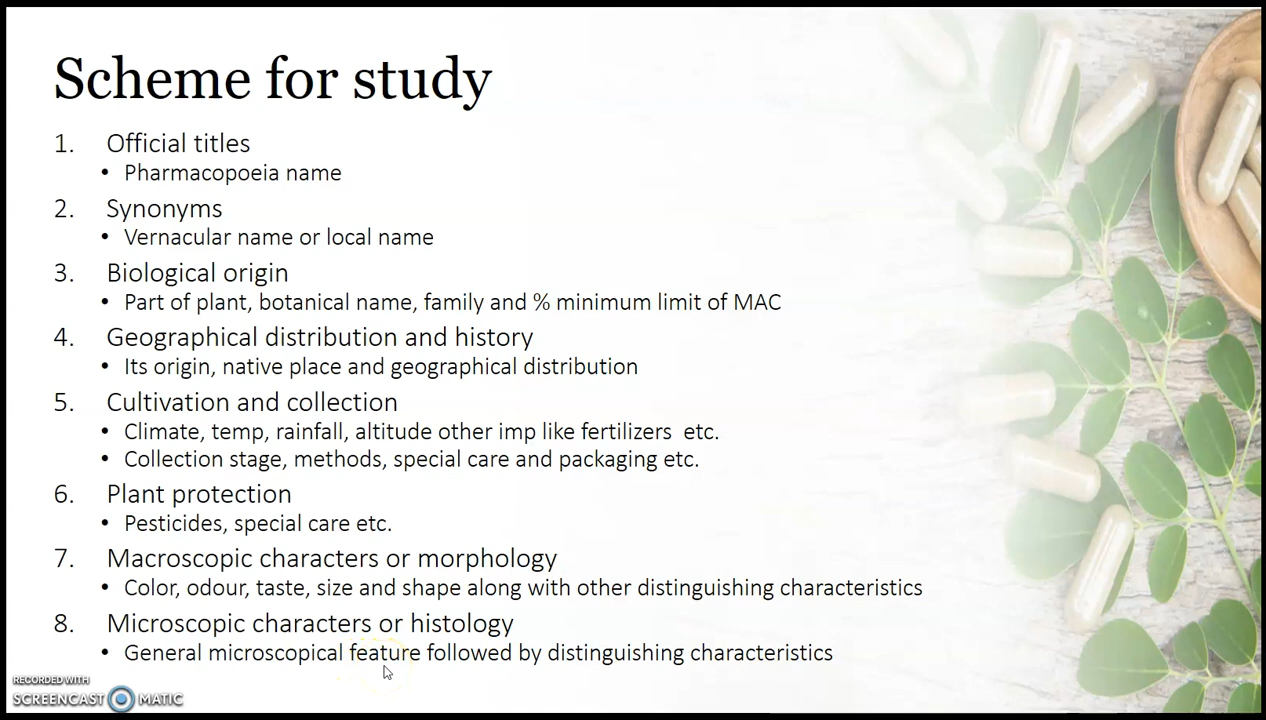 Scheme for study
1. Official titles
• Pharmacopoeia name
2. Synonyms
• Vernacular name or local name
3. Biological origin
• Part of plant, botanical name, family and % minimum limit of MAC
4. Geographical distribution and history
• Its origin, native place and geographical distribution
5. Cultivation and collection
• Climate, temp, rainfall, altitude other imp like fertilizers etc.
• Collection stage, methods, special care and packaging etc.
6. Plant protection
• Pesticides, special care etc.
7. Macroscopic characters or morphology
• Color, odour, taste, size and shape along with other distinguishing characteristics
8. Microscopic characters or histology
• General microscopical feature followed by distinguishing characteristics
RECORDED WITH
SCREENCAST MATIC